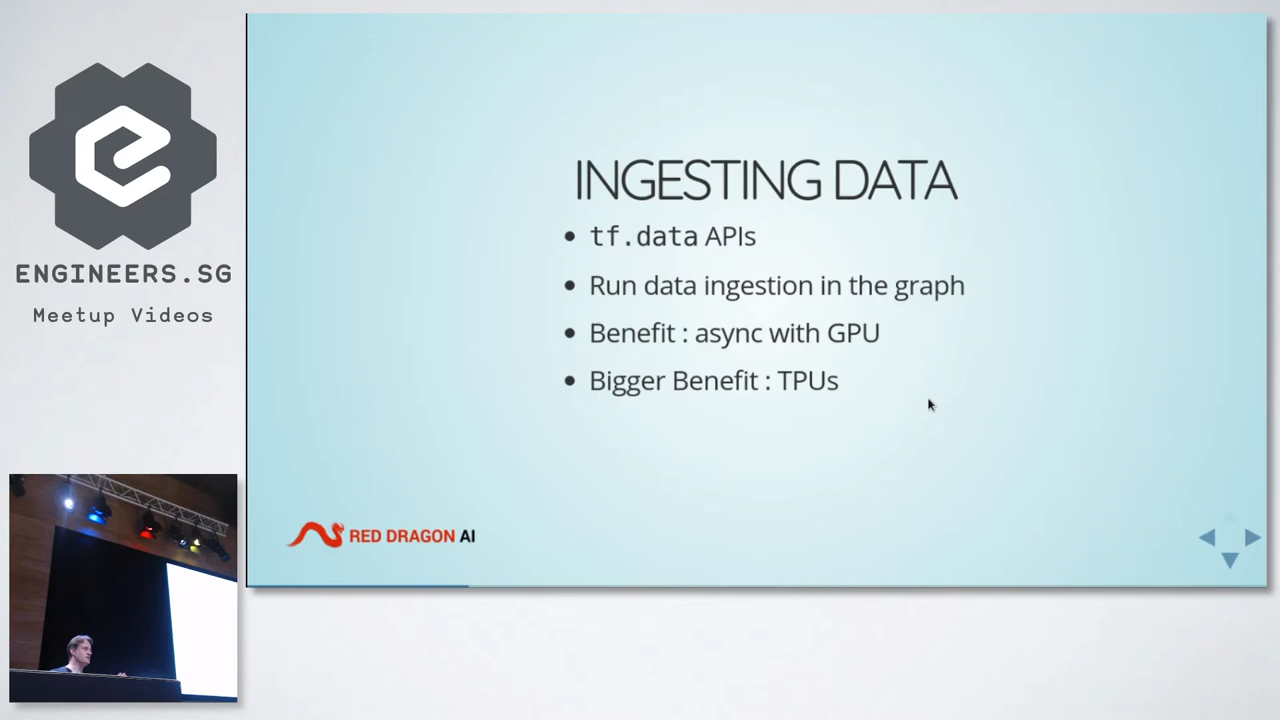 ENGINEERS.SG
Meetup Videos
INGESTING DATA
• tf.data APIs
• Run data ingestion in the graph
• Benefit : async with GPU
• Bigger Benefit : TPUs
RED DRAGON AI